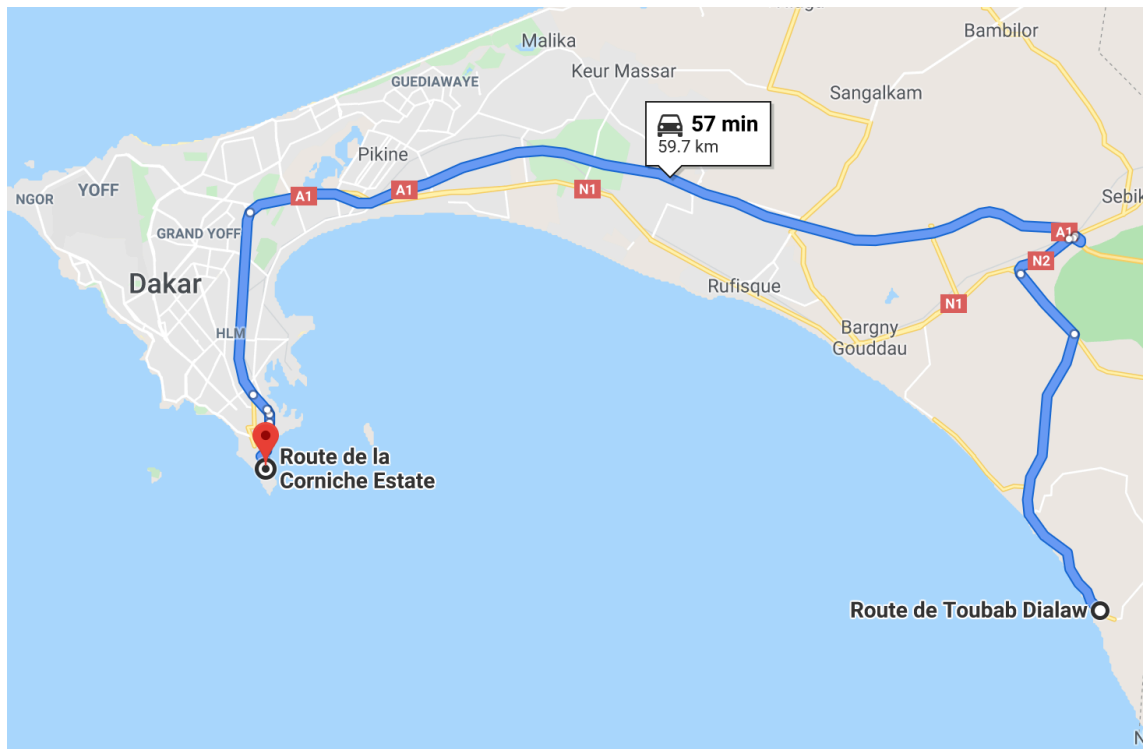 Malika
Bambilor
GUEDIAWAYE
Keur Massar
Sangalkam
57 min
59.7 km
Pikine
NGOR
YOFF
A1
A1
N1
GRAND YOFF
A1
N2
Dakar
Rufisque
N1
HLM
Bargny
Gouddau
Route de la
Corniche Estate
Route de Toubab Dialaw